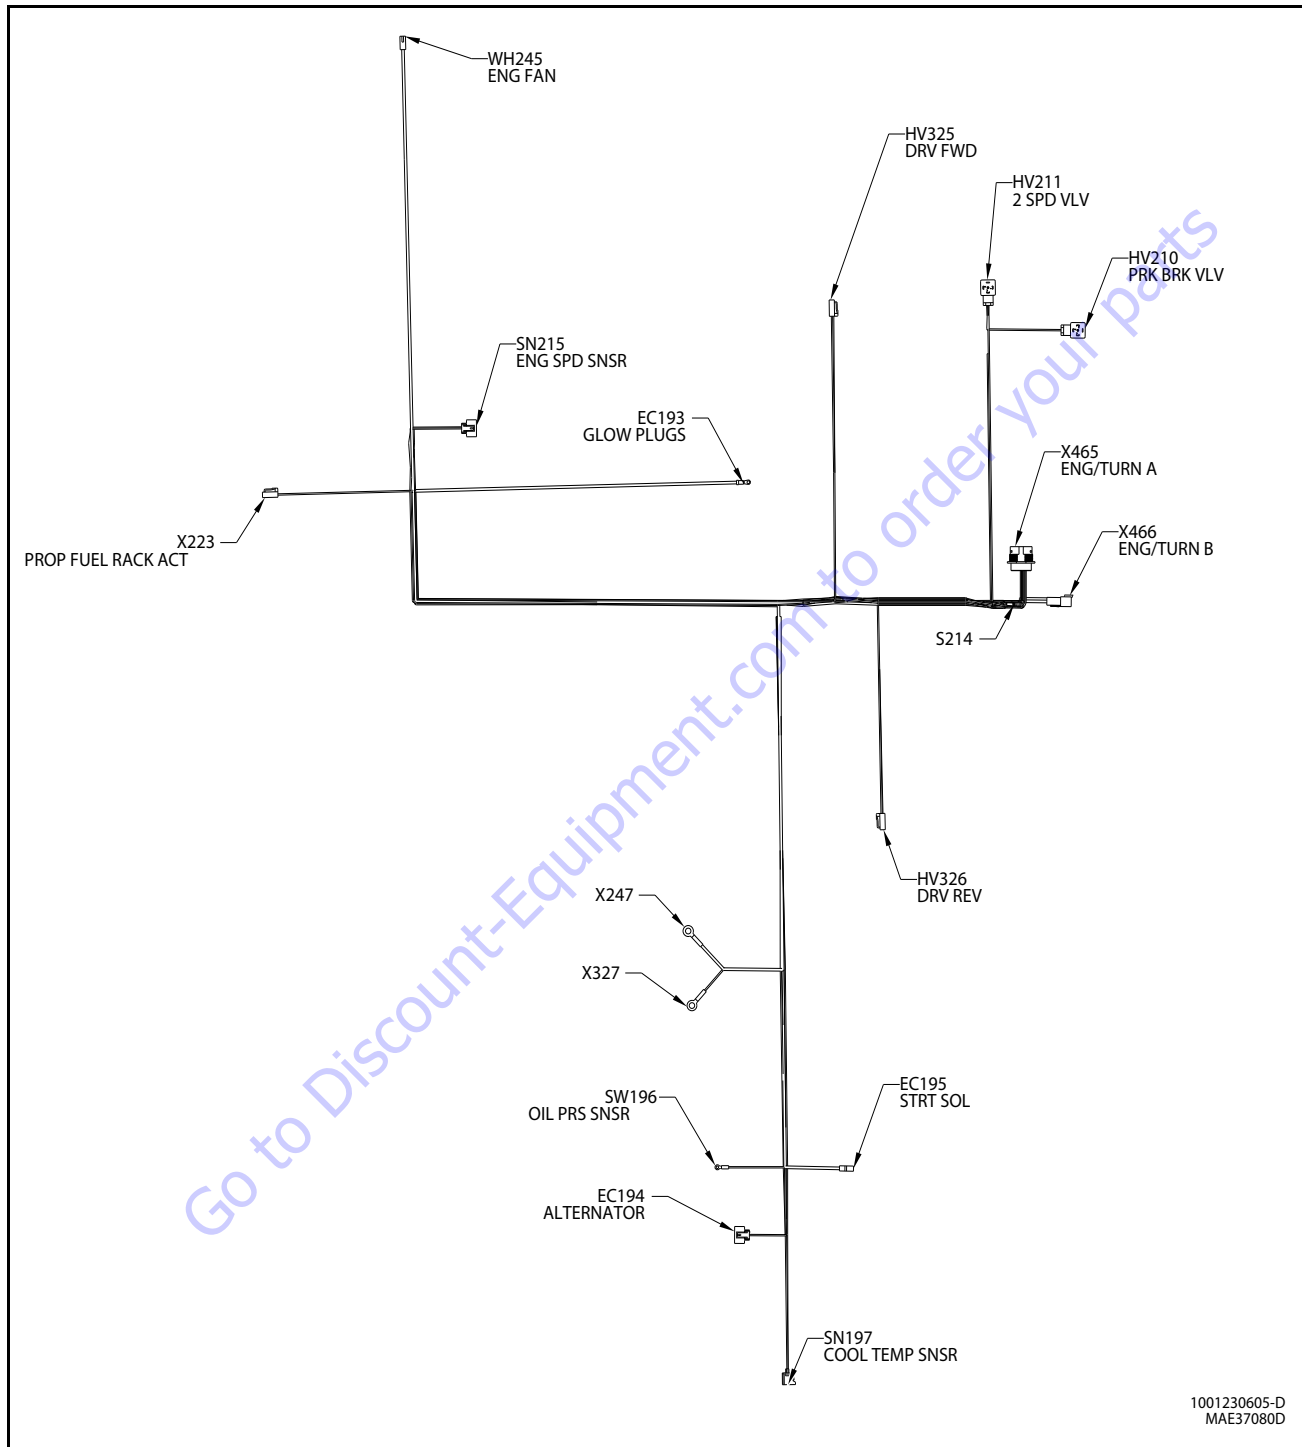 WH245
ENG FAN
HV325
DRV FWD
HV211
2 SPD VLV
HV210
PRK BRK VLV
SN215
ENG SPD SNSR
EC193
GLOW PLUGS
X465
ENG/TURN A
X223
PROP FUEL RACK ACT
X466
ENG/TURN B
S214
HV326
DRV REV
X247
X327
SW196
OIL PRS SNSR
EC195
STRT SOL
EC194
ALTERNATOR
SN197
COOL TEMP SNSR
1001230605-D
MAE37080D
Go to Discount-Equipment.com to order your parts